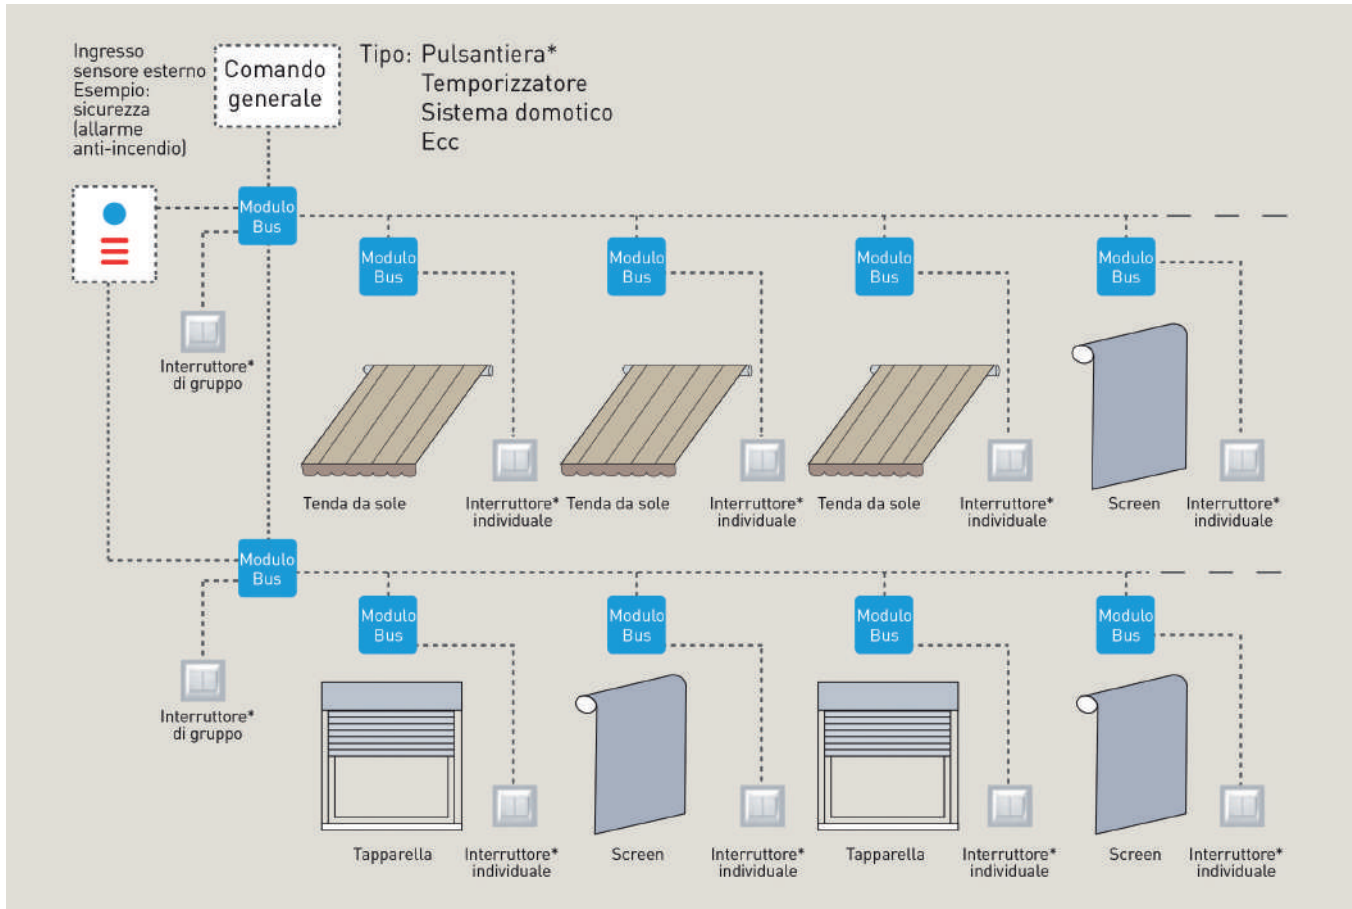 Ingresso
sensore esterno
Esempio:
sicurezza
(allarme
anti-incendio)
Comando
generale
Tipo: Pulsantiera*
Temporizzatore
Sistema domotico
Ecc
Modulo
Bus
Modulo
Bus
Modulo
Bus
Modulo
Bus
Modulo
Bus
Interruttore*
di gruppo
Tenda da sole
Interruttore*
individuale
Tenda da sole
Interruttore*
individuale
Tenda da sole
Interruttore*
individuale
Screen
Interruttore*
individuale
Modulo
Bus
Modulo
Bus
Modulo
Bus
Modulo
Bus
Modulo
Bus
Interruttore*
di gruppo
Tapparella
Interruttore*
individuale
Screen
Interruttore*
individuale
Tapparella
Interruttore*
individuale
Screen
Interruttore*
individuale